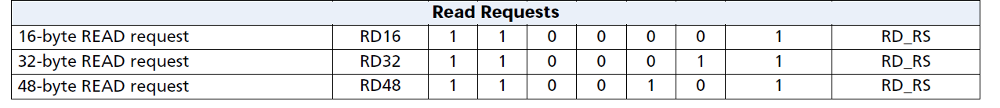 Read Requests
16-byte READ request RD16 1 1 0 0 0 0 1 RD_RS
32-byte READ request RD32 1 1 0 0 0 1 1 RD_RS
48-byte READ request RD48 1 1 0 0 1 0 1 RD_RS